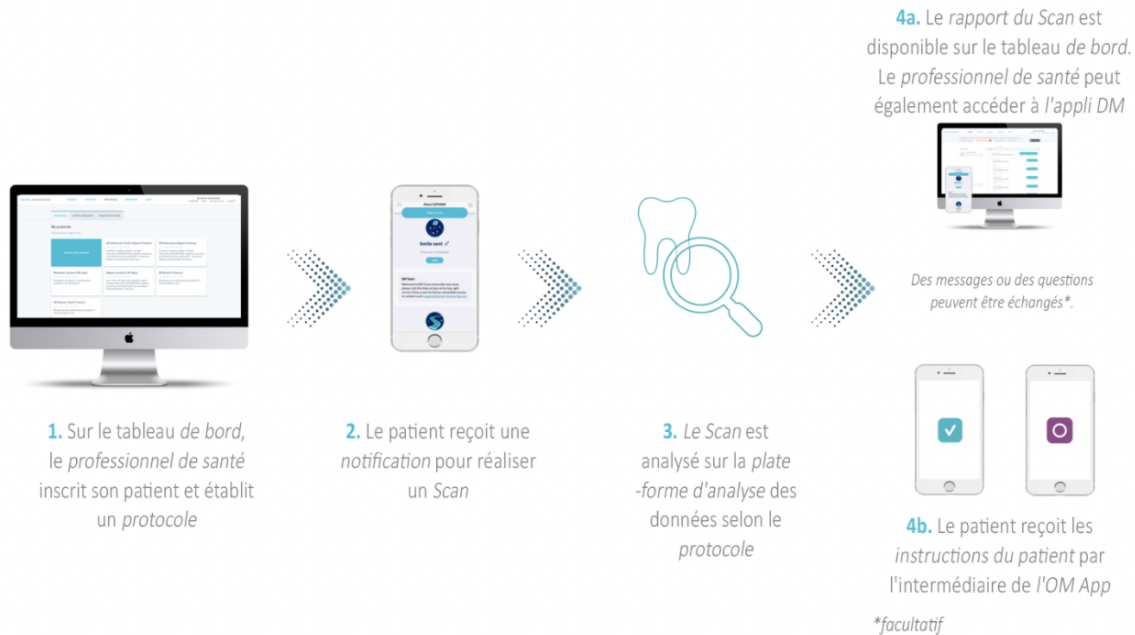 4a. Le rapport du Scan est
disponible sur le tableau de bord.
Le professionnel de santé peut
également accéder à l'appli DM
Des messages ou des questions
peuvent être échangés*.
1. Sur le tableau de bord,
le professionnel de santé
inscrit son patient et établit
un protocole
2. Le patient reçoit une
notification pour réaliser
un Scan
3. Le Scan est
analysé sur la plate
-forme d'analyse des
données selon le
protocole
4b. Le patient reçoit les
instructions du patient par
l'intermédiaire de l'OM App
*facultatif
Invite sent